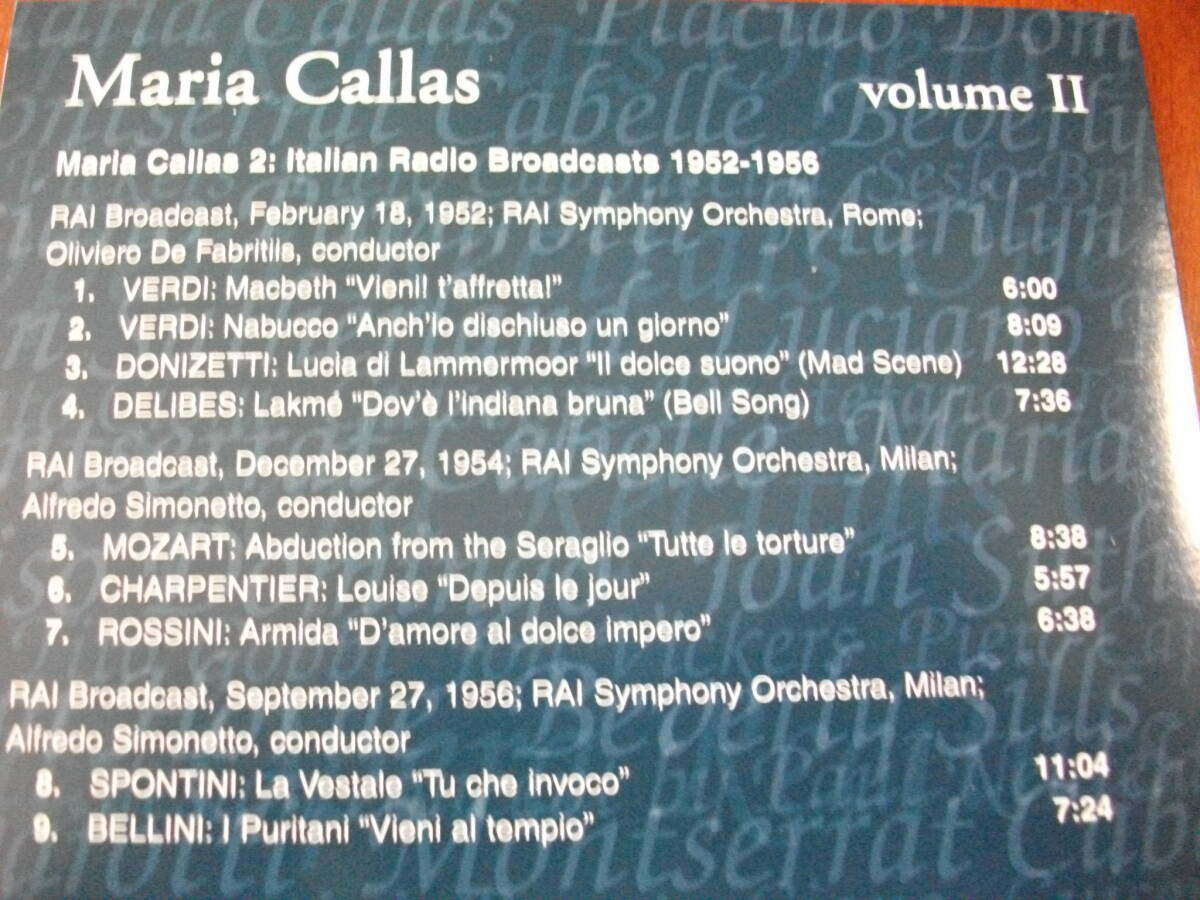 Maria Callas volume II
Maria Callas 2: Italian Radio Broadcasts 1952-1956
RAI Broadcast, February 18, 1952; RAI Symphony Orchestra, Rome;
Oliviero De Fabritiis, conductor
1. VERDI: Macbeth "Vieni! t'affretta!" 6:00
2. VERDI: Nabucco "Anch'io dischiuso un giorno" 8:09
3. DONIZETTI: Lucia di Lammermoor "Il dolce suono" (Mad Scene) 12:28
4. DELIBES: Lakmé "Dov'è l'indiana bruna" (Bell Song) 7:36
RAI Broadcast, December 27, 1954; RAI Symphony Orchestra, Milan;
Alfredo Simonetto, conductor
5. MOZART: Abduction from the Seraglio "Tutte le torture" 8:38
6. CHARPENTIER: Louise "Depuis le jour" 5:57
7. ROSSINI: Armida "D'amore al dolce impero" 6:38
RAI Broadcast, September 27, 1956; RAI Symphony Orchestra, Milan;
Alfredo Simonetto, conductor
8. SPONTINI: La Vestale "Tu che invoco" 11:04
9. BELLINI: I Puritani "Vieni al tempio" 7:24